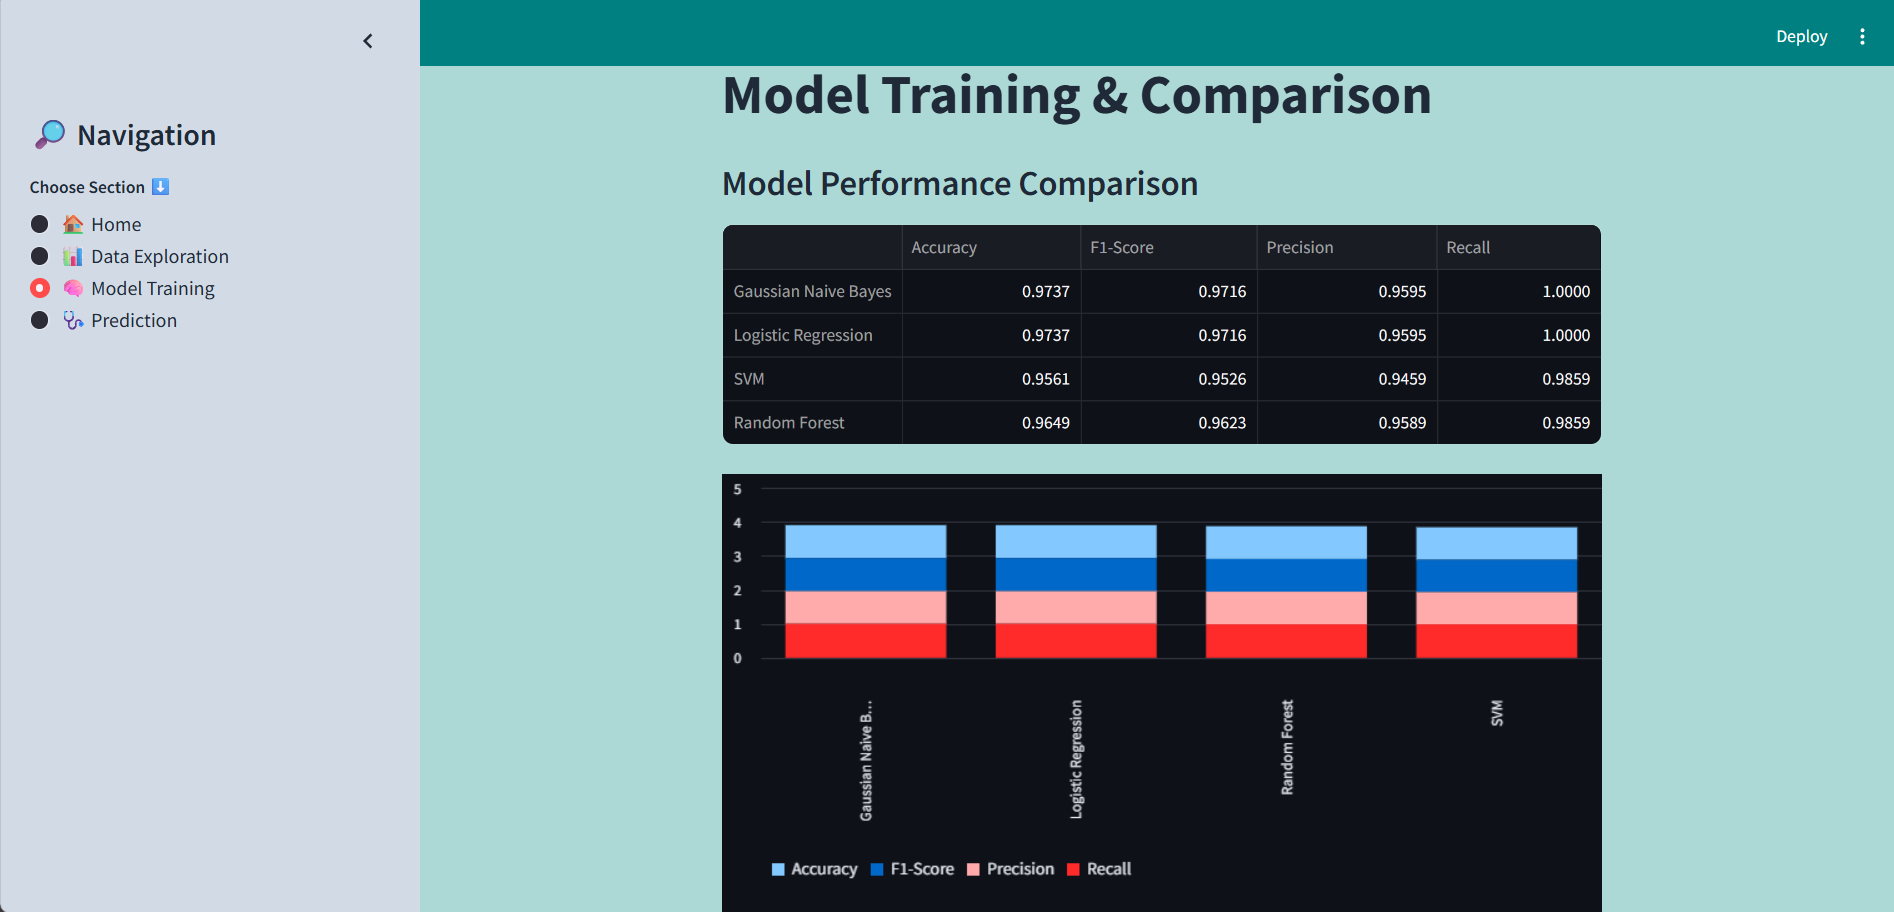 Deploy
Navigation
Choose Section
Home
Data Exploration
Model Training
Prediction
Model Training & Comparison
Model Performance Comparison
Accuracy F1-Score Precision Recall
Gaussian Naive Bayes 0.9737 0.9716 0.9595 1.0000
Logistic Regression 0.9737 0.9716 0.9595 1.0000
SVM 0.9561 0.9526 0.9459 0.9859
Random Forest 0.9649 0.9623 0.9589 0.9859
5
4
3
2
1
0
Gaussian Naive B...
Logistic Regression
Random Forest
SVM
Accuracy F1-Score Precision Recall